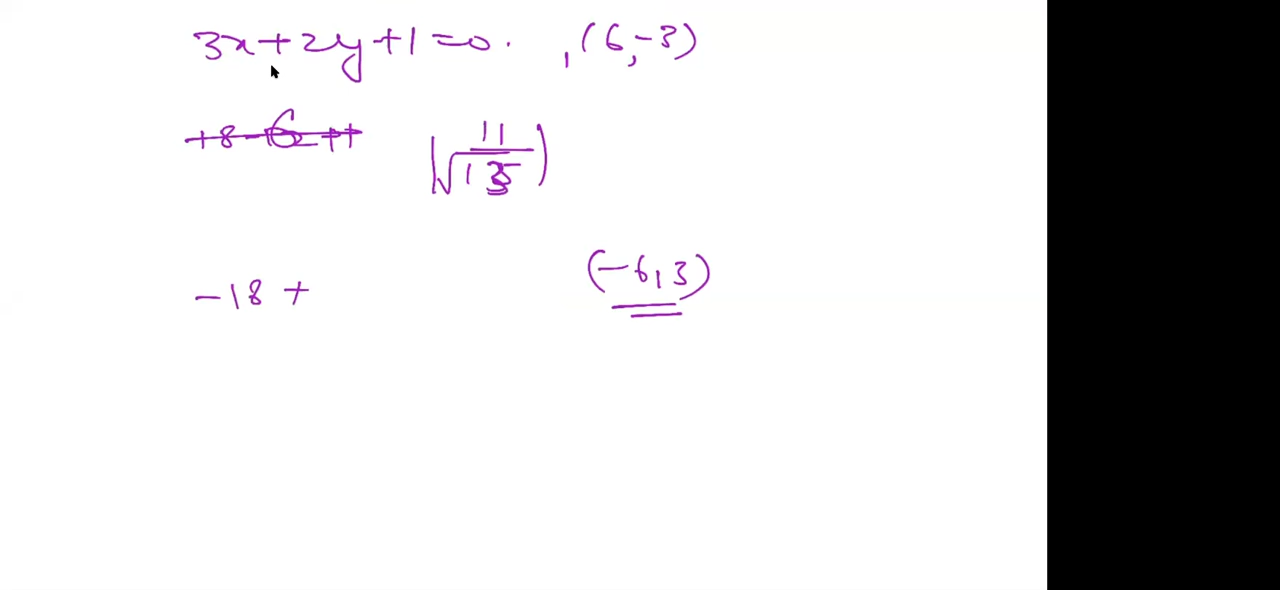 3x+2y+1=0. , (6,-3)
+8-6+1
|11/√13|
(-6,3)
-18 +